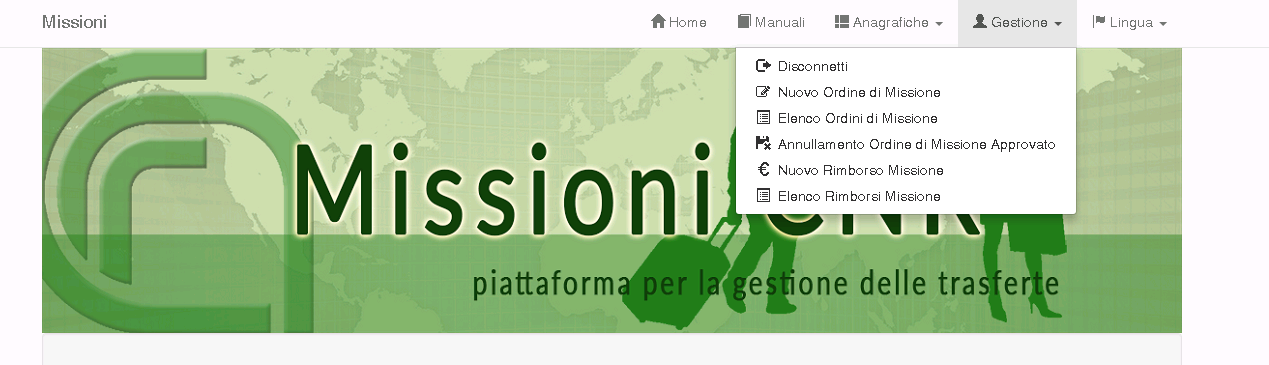 Missioni
Home
Manuali
Anagrafiche
Gestione
Lingua
Disconnetti
Nuovo Ordine di Missione
Elenco Ordini di Missione
Annullamento Ordine di Missione Approvato
Nuovo Rimborso Missione
Elenco Rimborsi Missione
Missioni CNR
piattaforma per la gestione delle trasferte